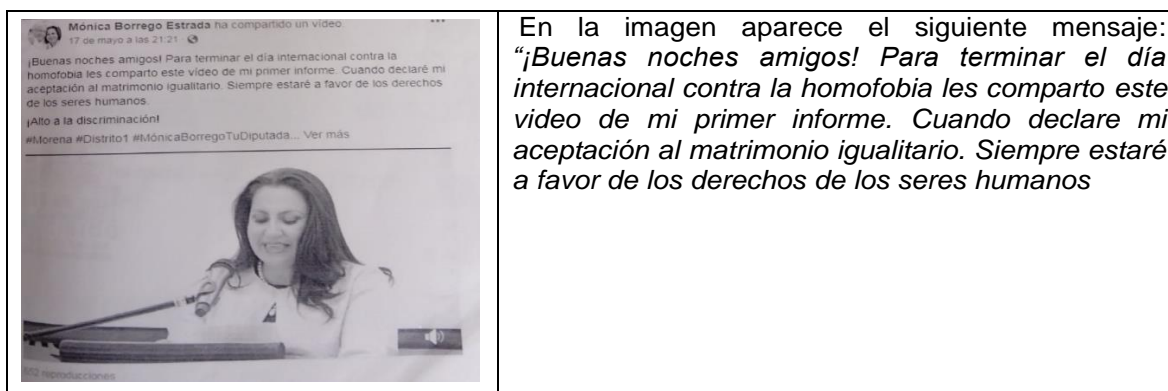 Mónica Borrego Estrada ha compartido un video.
17 de mayo a las 21:21
¡Buenas noches amigos! Para terminar el día internacional contra la
homofobia les comparto este vídeo de mi primer informe. Cuando declaré mi
aceptación al matrimonio igualitario. Siempre estaré a favor de los derechos
de los seres humanos.
¡Alto a la discriminación!
#Morena #Distrito1 #MónicaBorregoTuDiputada... Ver más
reproducciones
En la imagen aparece el siguiente mensaje:
"¡Buenas noches amigos! Para terminar el día
internacional contra la homofobia les comparto este
video de mi primer informe. Cuando declare mi
aceptación al matrimonio igualitario. Siempre estaré
a favor de los derechos de los seres humanos